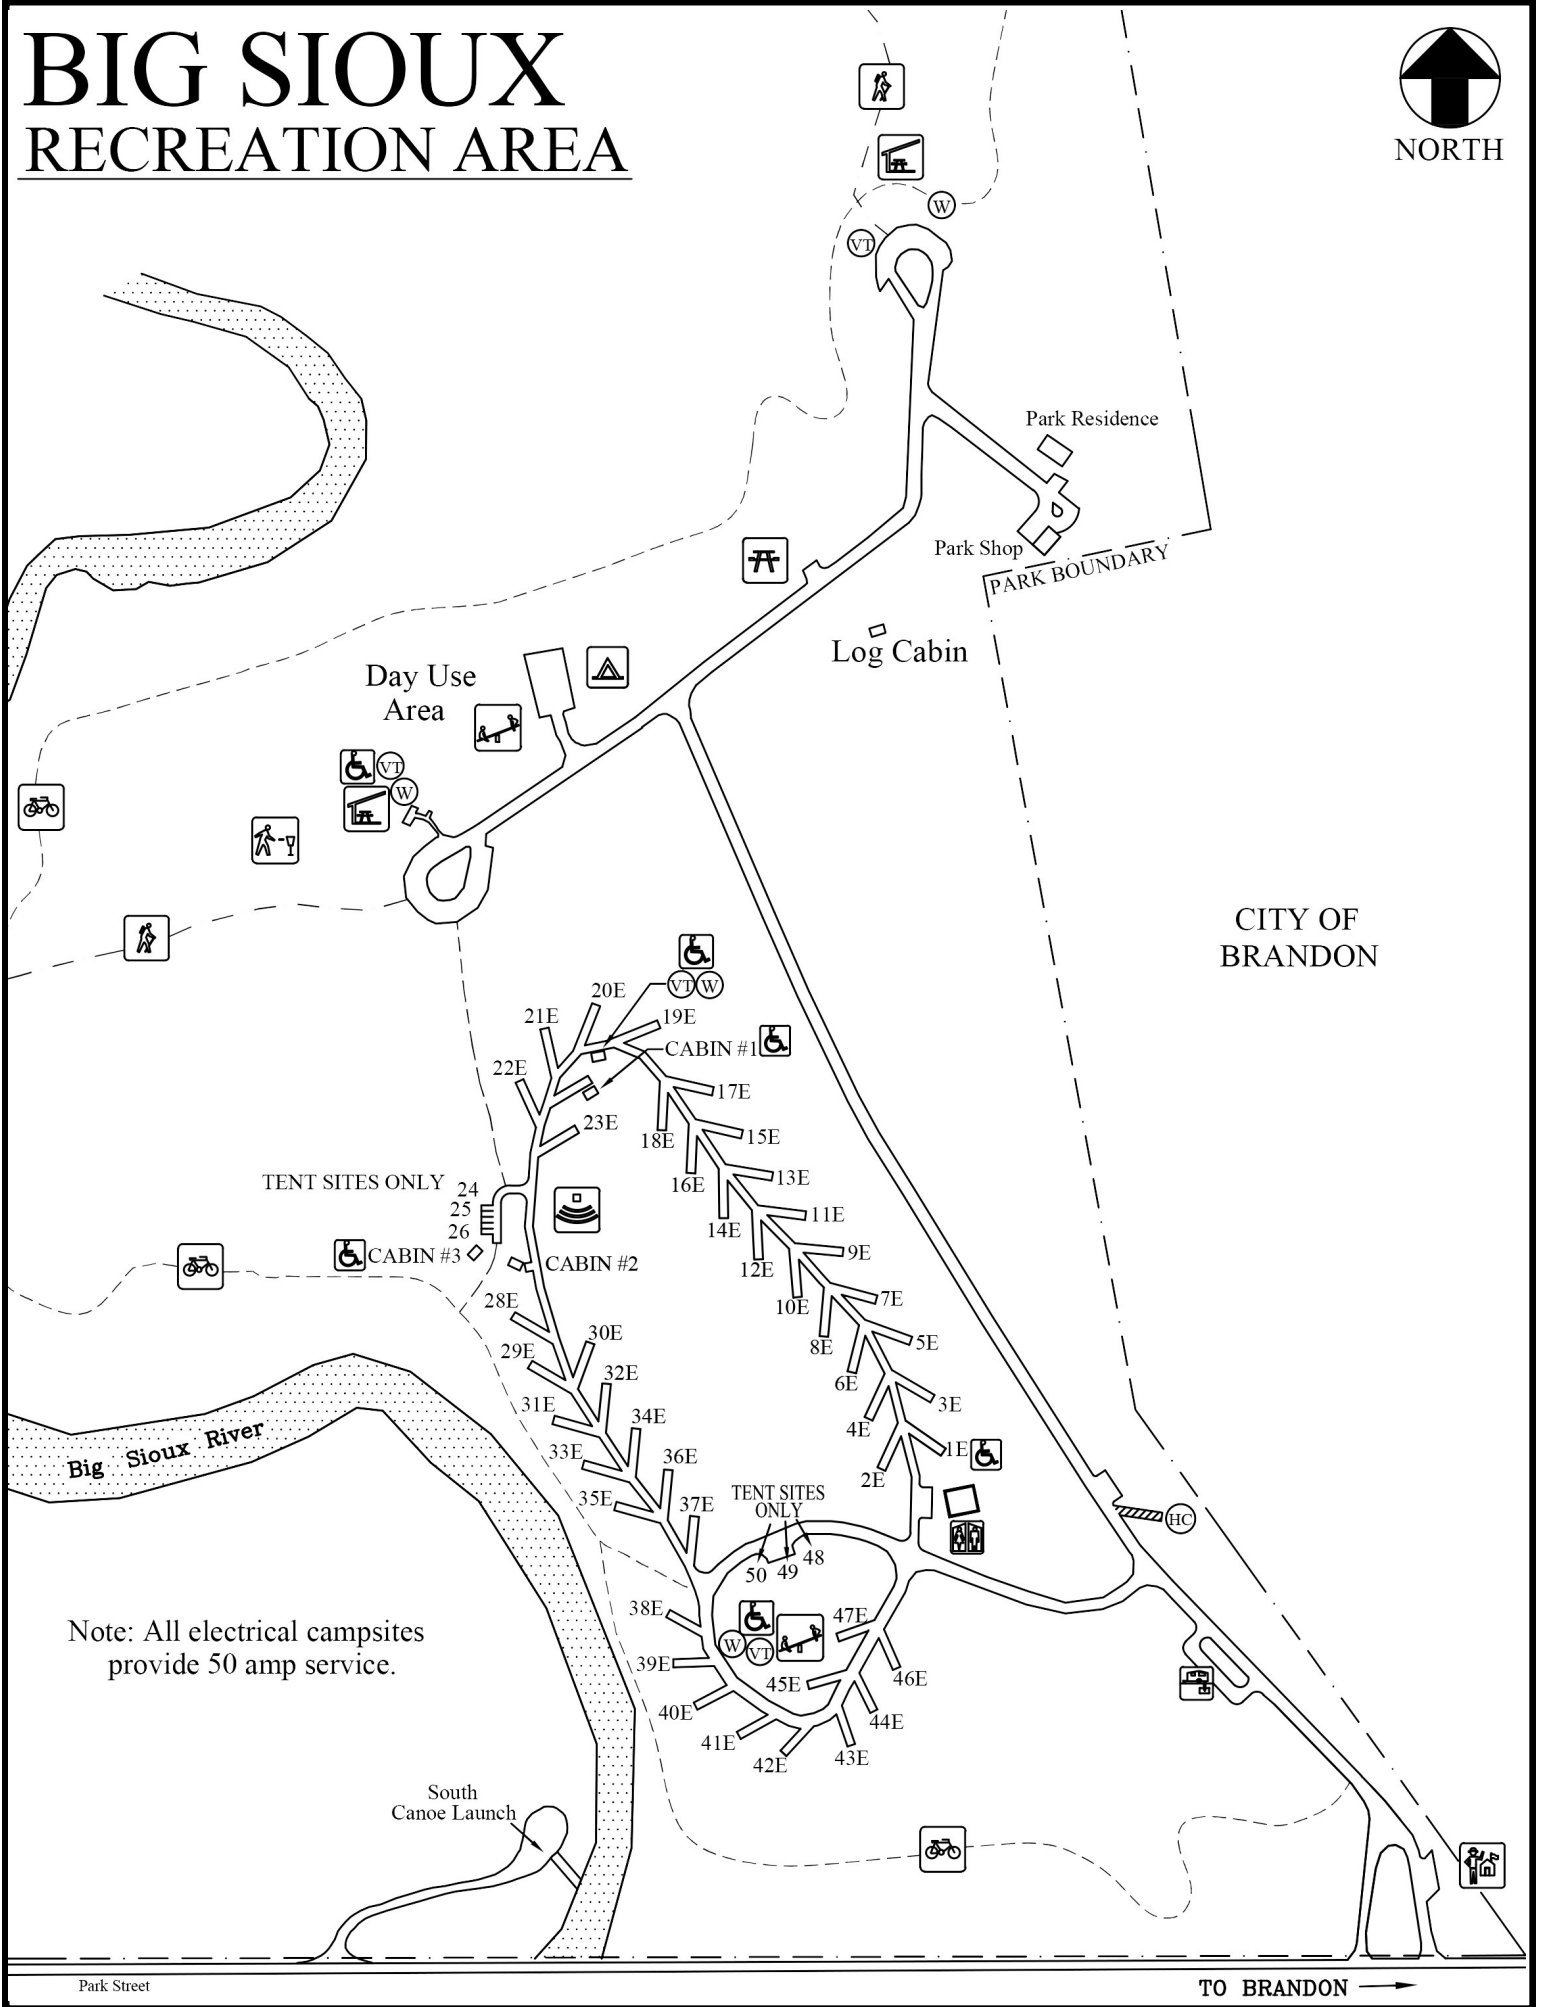 BIG SIOUX
RECREATION AREA
NORTH
W
VT
Park Residence
Park Shop
PARK BOUNDARY
Log Cabin
Day Use
Area
VT
W
CITY OF
BRANDON
VT W
20E
21E
19E
CABIN #1
22E
17E
23E
18E
15E
TENT SITES ONLY
24
25
26
16E
13E
14E
11E
CABIN #3
CABIN #2
12E
9E
28E
10E
7E
30E
29E
8E
5E
32E
6E
31E
34E
4E
3E
33E
36E
2E
1E
35E
37E
TENT SITES
ONLY
HC
48
49
50
Big Sioux River
38E
47E
W
VT
Note: All electrical campsites
provide 50 amp service.
39E
45E
46E
40E
44E
41E
42E
43E
South
Canoe Launch
Park Street
TO BRANDON